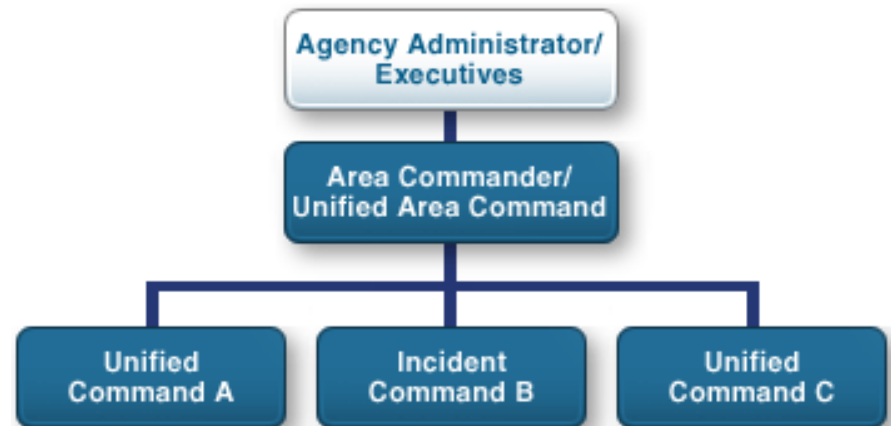 Agency Administrator/
Executives
Area Commander/
Unified Area Command
Unified
Command A
Incident
Command B
Unified
Command C